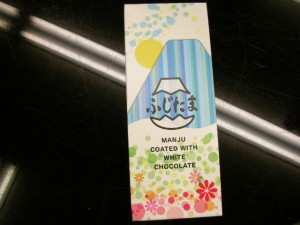 ふじたま
MANJU
COATED WITH
WHITE
CHOCOLATE